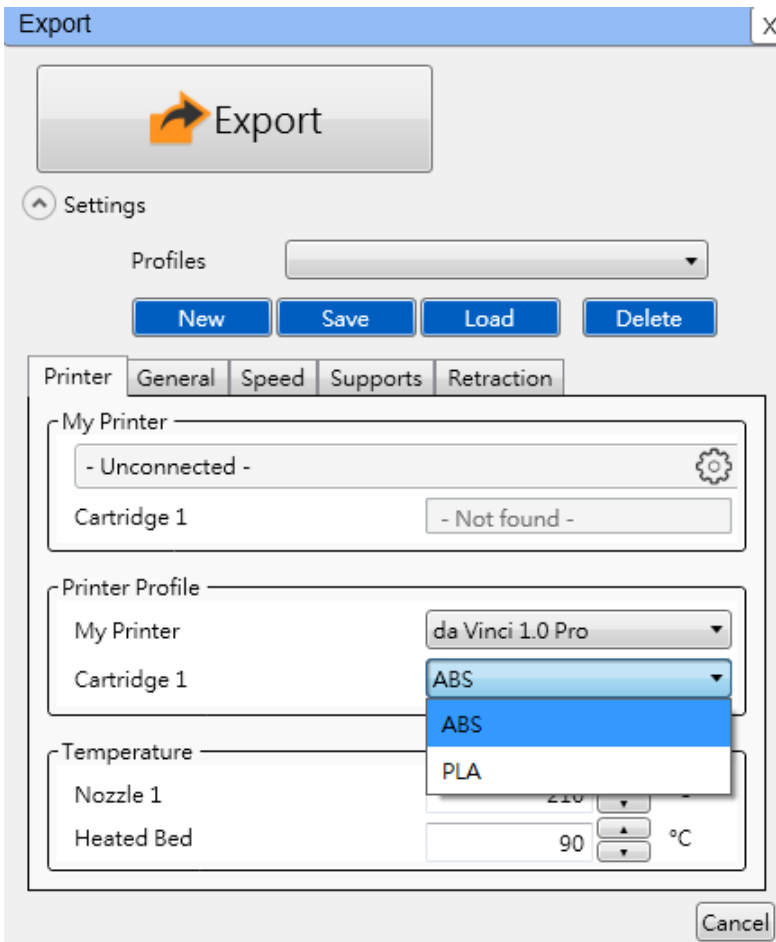 Export X
Export
Settings
Profiles
New Save Load Delete
Printer General Speed Supports Retraction
My Printer
- Unconnected -
Cartridge 1 - Not found -
Printer Profile
My Printer da Vinci 1.0 Pro
Cartridge 1 ABS
ABS
Temperature
PLA
Nozzle 1 210
Heated Bed 90 °C
Cancel